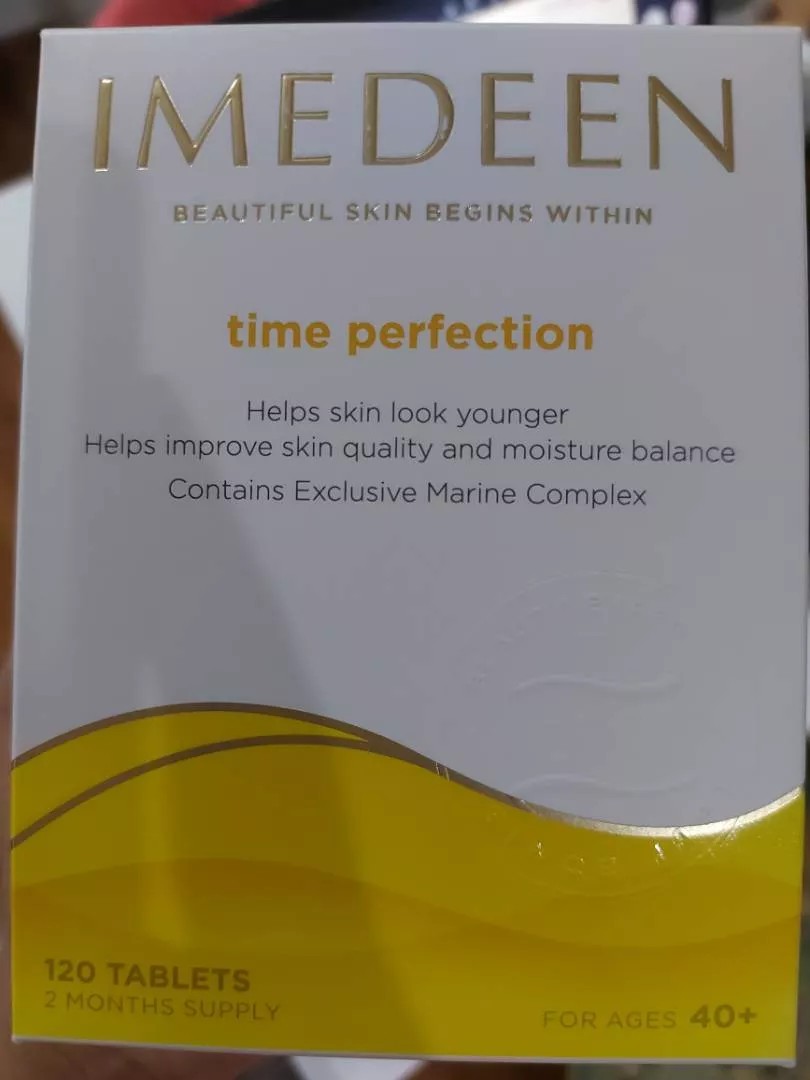 IMEDEEN
BEAUTIFUL SKIN BEGINS WITHIN
time perfection
Helps skin look younger
Helps improve skin quality and moisture balance
Contains Exclusive Marine Complex
120 TABLETS
2 MONTHS SUPPLY
FOR AGES 40+